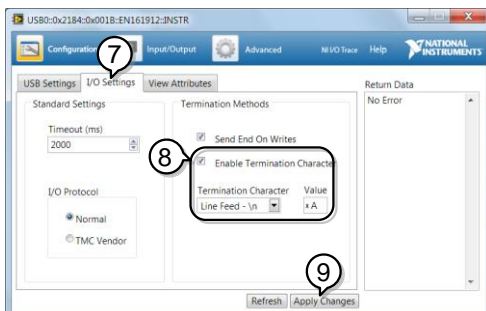 USB0::0x2184::0x001B::EN161912::INSTR
Configuration
Input/Output
Advanced
NI I/O Trace
Help
NATIONAL
INSTRUMENTS
7
USB Settings
I/O Settings
View Attributes
Return Data
No Error
Standard Settings
Termination Methods
Timeout (ms)
2000
Send End On Writes
8
Enable Termination Character
I/O Protocol
Termination Character
Value
Line Feed - \n
x A
Normal
TMC Vendor
9
Refresh
Apply Changes